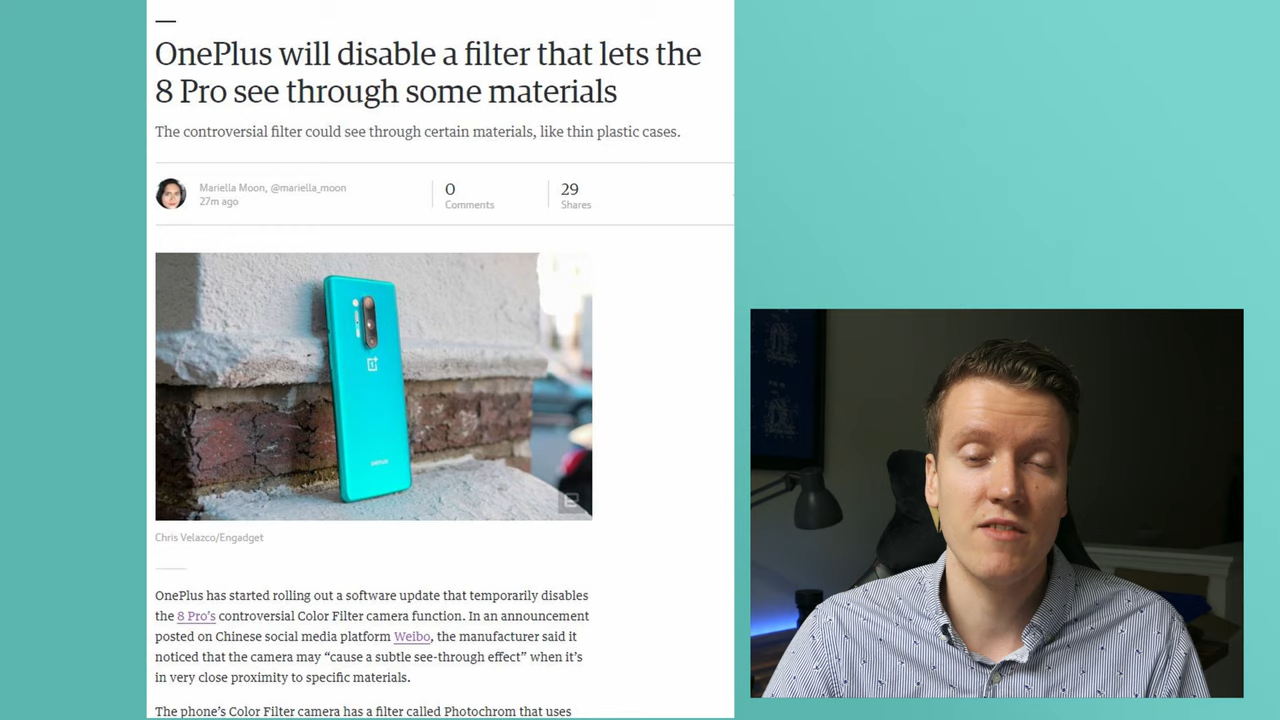 OnePlus will disable a filter that lets the
8 Pro see through some materials
The controversial filter could see through certain materials, like thin plastic cases.
Mariella Moon, @mariella_moon
27m ago
0
Comments
29
Shares
Chris Velazco/Engadget
OnePlus has started rolling out a software update that temporarily disables
the 8 Pro's controversial Color Filter camera function. In an announcement
posted on Chinese social media platform Weibo, the manufacturer said it
noticed that the camera may “cause a subtle see-through effect” when it's
in very close proximity to specific materials.
The phone's Color Filter camera has a filter called Photochrom that uses